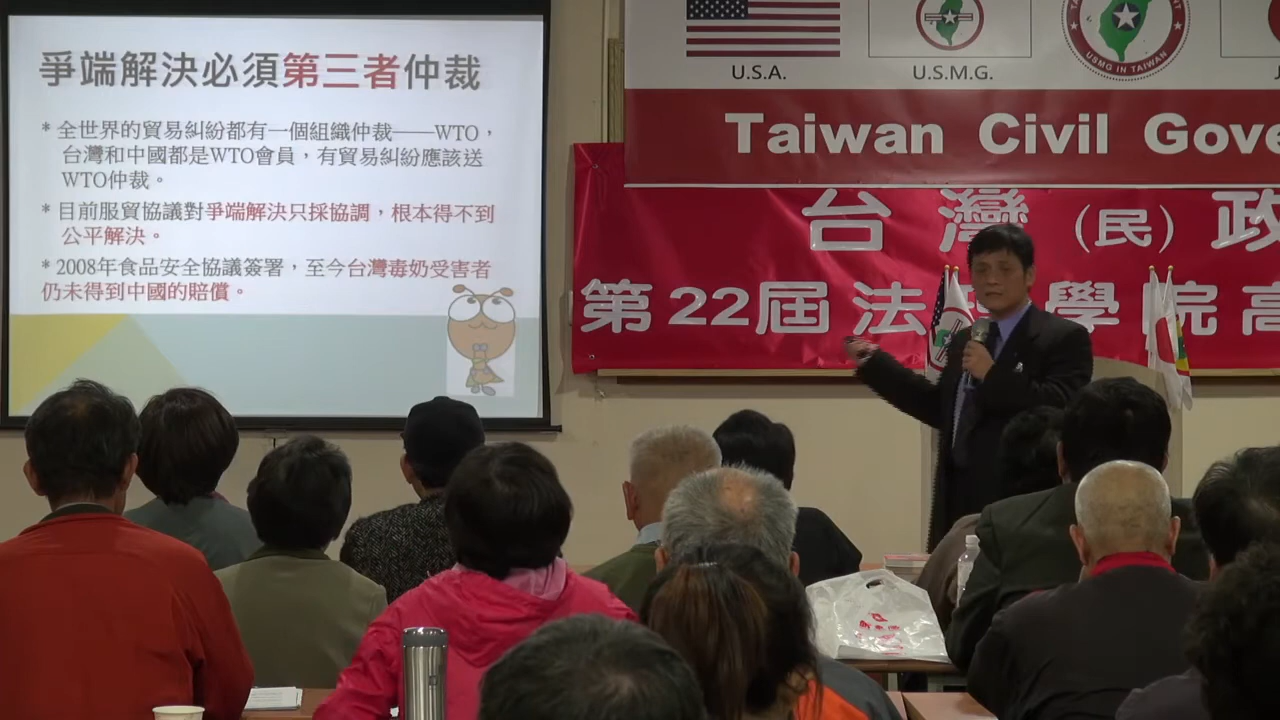 爭端解決必須第三者仲裁
* 全世界的貿易糾紛都有一個組織仲裁——WTO，
台灣和中國都是WTO會員，有貿易糾紛應該送
WTO仲裁。
* 目前服貿協議對爭端解決只採協調，根本得不到
公平解決。
* 2008年食品安全協議簽署，至今台灣毒奶受害者
仍未得到中國的賠償。
U.S.A.
U.S.M.G.
USMG IN TAIWAN
J
Taiwan Civil Gove
台灣（民）政
第22屆法 學院高